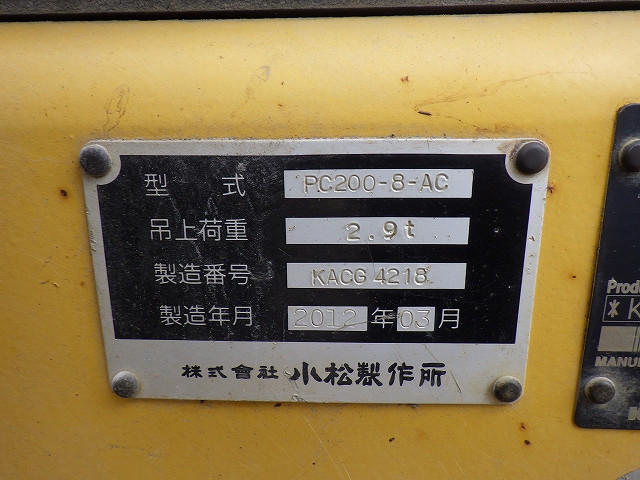 型 式 PC200-8-AC
吊上荷重 2.9t
製造番号 KACG 4218
製造年月 2012年03月
株式會社 小松製作所
Produ
*K
MANU